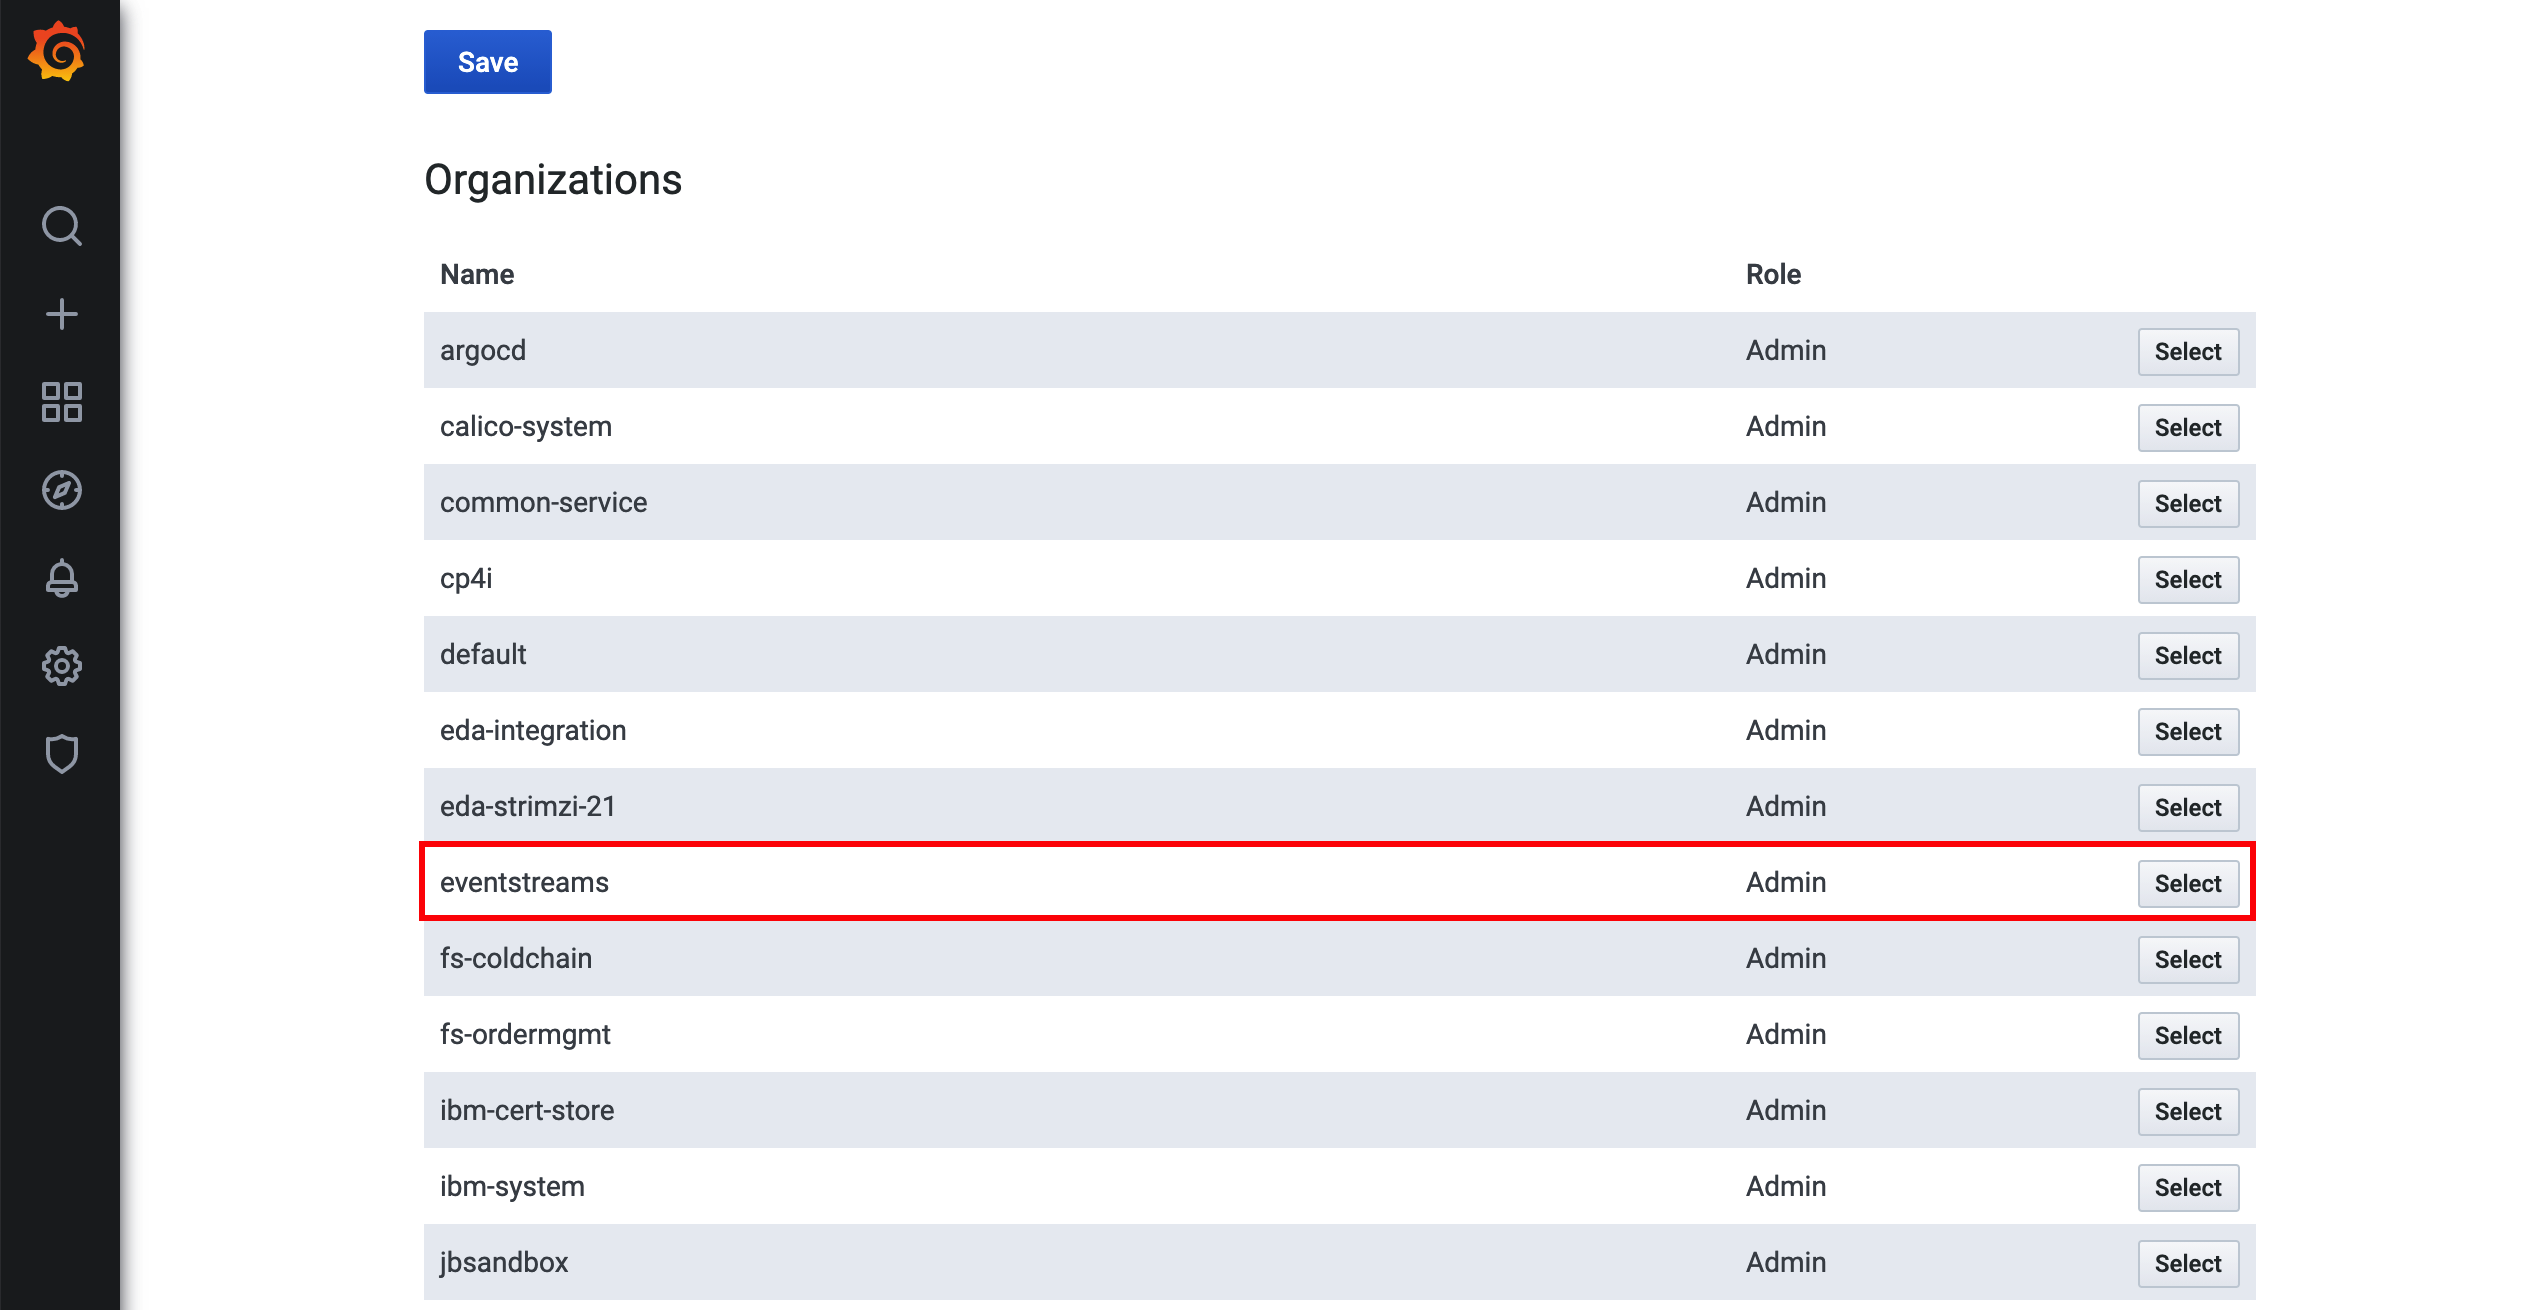 Save
Organizations
Name Role
argocd Admin Select
calico-system Admin Select
common-service Admin Select
cp4i Admin Select
default Admin Select
eda-integration Admin Select
eda-strimzi-21 Admin Select
eventstreams Admin Select
fs-coldchain Admin Select
fs-ordermgmt Admin Select
ibm-cert-store Admin Select
ibm-system Admin Select
jbsandbox Admin Select